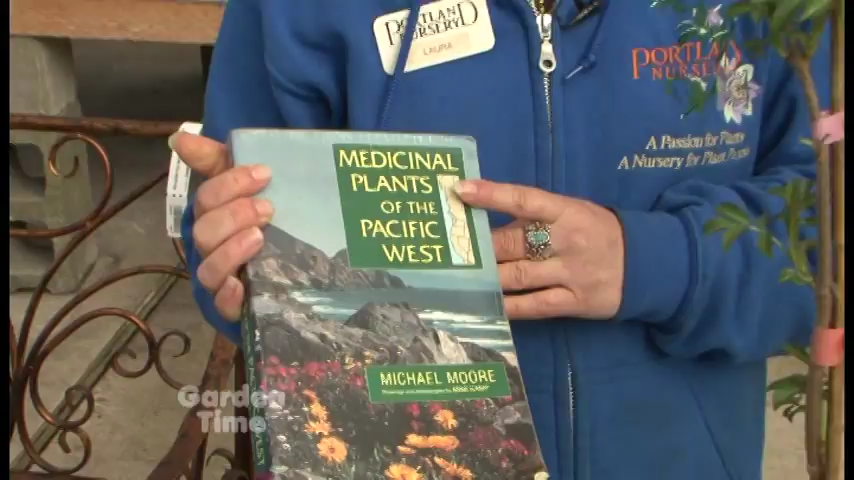 PORTLAND
NURSERY
LAURA
PORTLAND
NURSERY
A Passion for Plants
A Nursery for Plant
MEDICINAL
PLANTS
OF THE
PACIFIC
WEST
MICHAEL MOORE
Garden
Time